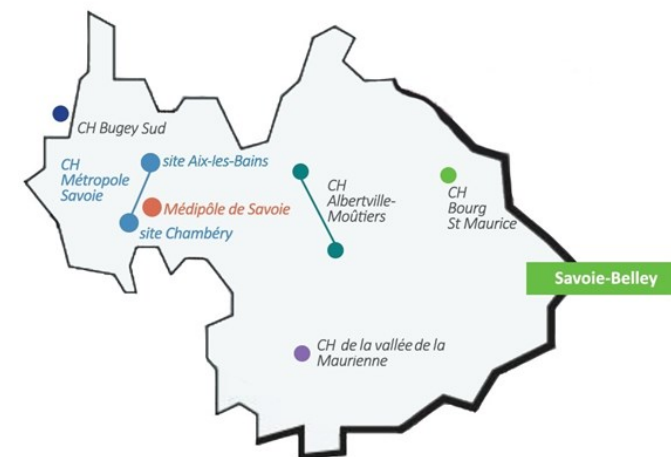 CH Bugey Sud
CH
Métropole
Savoie
site Aix-les-Bains
Médipôle de Savoie
site Chambéry
CH
Albertville-
Moûtiers
CH
Bourg
St Maurice
Savoie-Belley
CH de la vallée de la
Maurienne